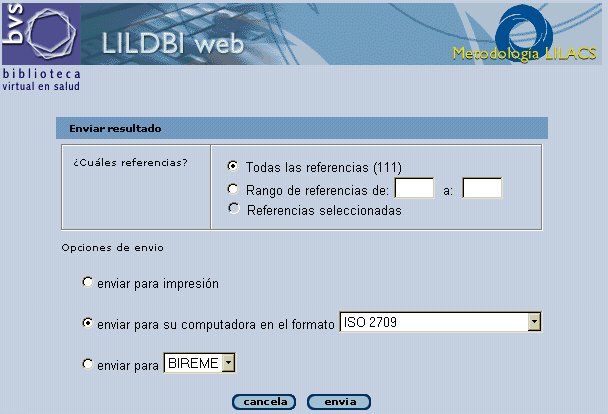 bvs
LILDBI web
Metodología LILACS
biblioteca
virtual en salud
Enviar resultado
¿Cuáles referencias?
Todas las referencias (111)
Rango de referencias de: a:
Referencias seleccionadas
Opciones de envio
enviar para impresión
enviar para su computadora en el formato ISO 2709
enviar para BIREME
cancela envia